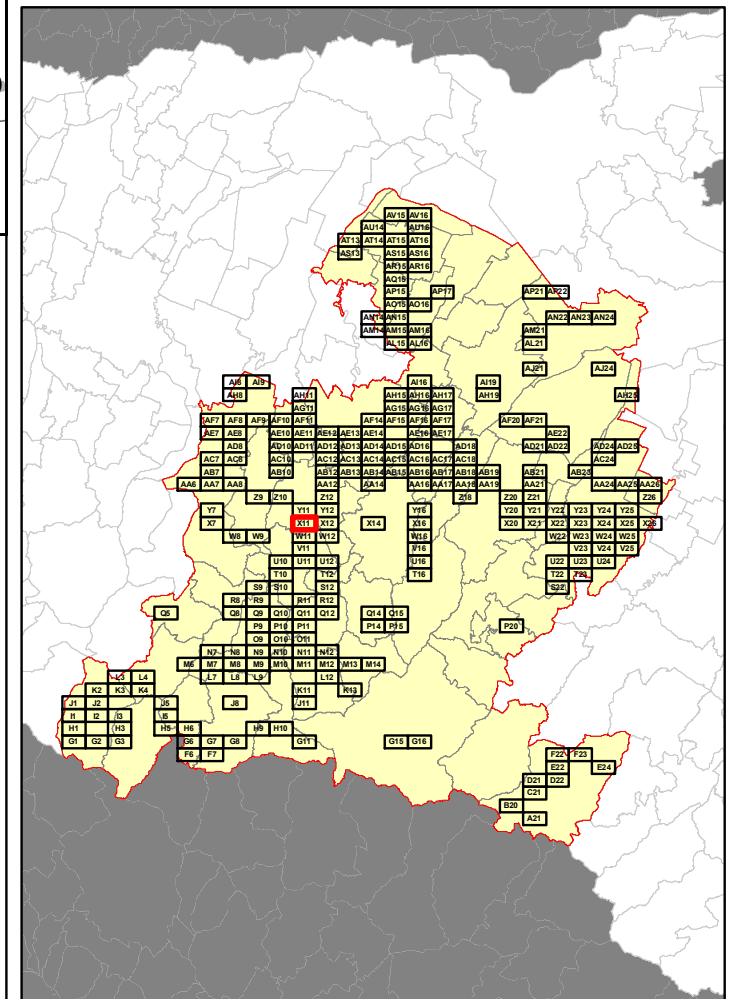 AV15 AV16
AU14 AU16
AT13 AT14 AT15 AT16
AS13 AS15 AS16
AR15 AR16
AQ15
AP15 AP17 AP21 AP22
AO15 AO16
AN14 AN15 AN22 AN23 AN24
AM14 AM15 AM16 AM21
AL15 AL16 AL21
AJ21 AJ24
AI8 AI9 AI16 AI19
AH8 AH11 AH15 AH16 AH17 AH19 AH25
AG11 AG15 AG16 AG17
AF7 AF8 AF9 AF10 AF11 AF14 AF15 AF16 AF17 AF20 AF21
AE7 AE8 AE10 AE11 AE12 AE13 AE14 AE16 AE17 AE22
AD8 AD10 AD11 AD12 AD13 AD14 AD15 AD16 AD18 AD21 AD22 AD24 AD25
AC7 AC8 AC10 AC12 AC13 AC14 AC15 AC16 AC17 AC18 AC24
AB7 AB10 AB12 AB13 AB14 AB15 AB16 AB17 AB18 AB19 AB21 AB23
AA6 AA7 AA8 AA12 AA14 AA16 AA17 AA18 AA19 AA21 AA24 AA25 AA26
Z9 Z10 Z12 Z18 Z20 Z21 Z26
Y7 Y11 Y12 Y16 Y20 Y21 Y22 Y23 Y24 Y25
X7 X11 X12 X14 X16 X20 X21 X22 X23 X24 X25 X26
W8 W9 W11 W12 W16 W22 W23 W24 W25
V11 V16 V23 V24 V25
U10 U11 U12 U16 U22 U23 U24
T10 T12 T16 T22 T23
S9 S10 S12 S22
R8 R9 R11 R12
Q5 Q8 Q9 Q10 Q11 Q12 Q14 Q15
P9 P10 P11 P14 P15 P20
O9 O10 O11
N7 N8 N9 N10 N11 N12
M6 M7 M8 M9 M10 M11 M12 M13 M14
L3 L4 L7 L8 L9 L12
K2 K3 K4 K11 K13
J1 J2 J5 J8 J11
I1 I2 I3 I5
H1 H3 H5 H6 H9 H10
G1 G2 G3 G6 G7 G8 G11 G15 G16
F6 F7 F22 F23
E22 E24
D21 D22
C21
B20
A21